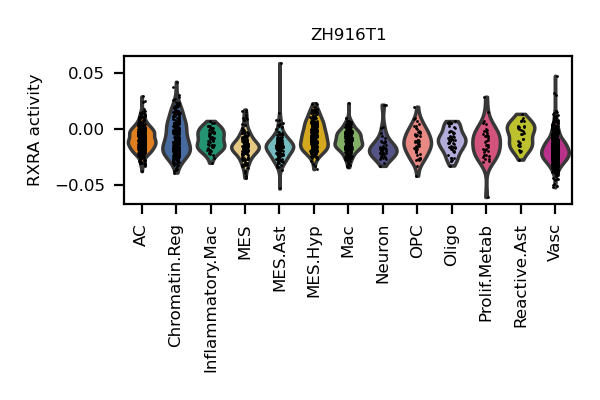 ZH916T1
RXRA activity
0.05
0.00
−0.05
AC
Chromatin.Reg
Inflammatory.Mac
MES
MES.Ast
MES.Hyp
Mac
Neuron
OPC
Oligo
Prolif.Metab
Reactive.Ast
Vasc